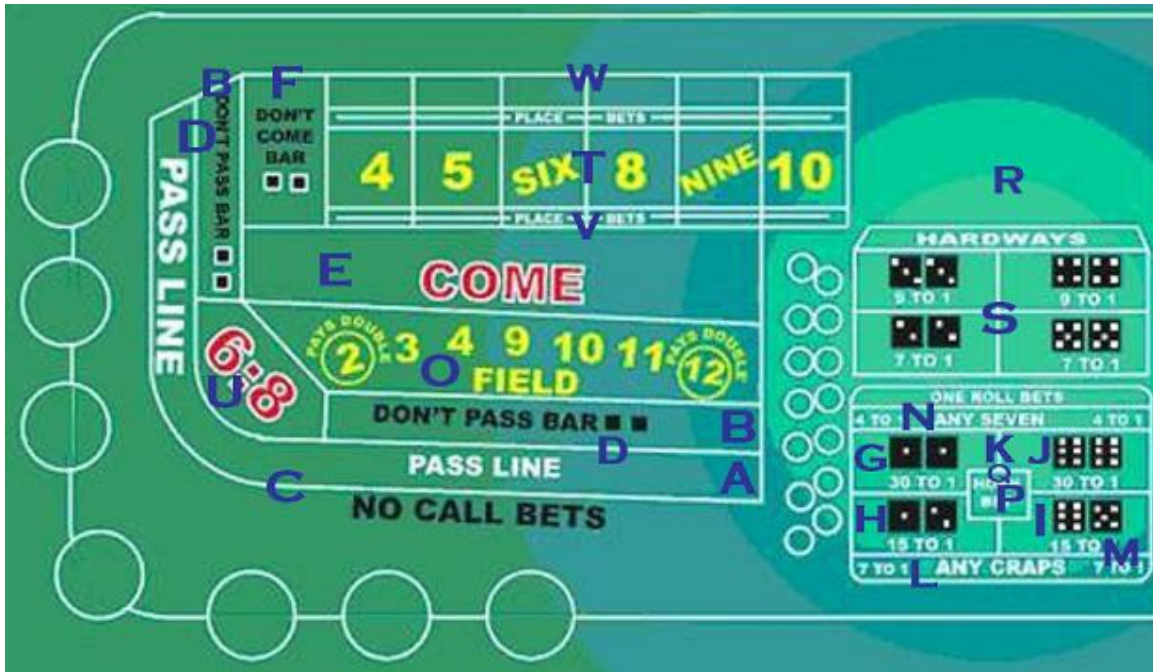 B
F
W
DON'T PASS BAR
DON'T
COME
BAR
PLACE BETS
D
4 5 SIX T 8 NINE 10
PLACE BETS
V
R
PASS LINE
HARDWAYS
E
COME
9 TO 1 9 TO 1
S
7 TO 1 7 TO 1
6:8
U
PAYS DOUBLE
2 3 4 9 10 11 12
PAYS DOUBLE
O
FIELD
DON'T PASS BAR
B
D
PASS LINE
A
C
NO CALL BETS
ONE ROLL BETS
4 TO ANY SEVEN 4 TO 1
N
G K J
Q
30 TO 1 30 TO 1
P
H I
15 TO 1 15 TO
M
7 TO 1 ANY CRAPS 7 TO 1
L